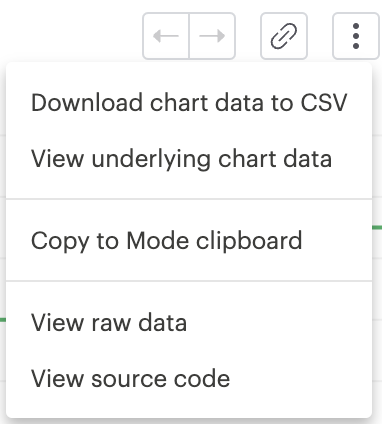 Download chart data to CSV
View underlying chart data
Copy to Mode clipboard
View raw data
View source code